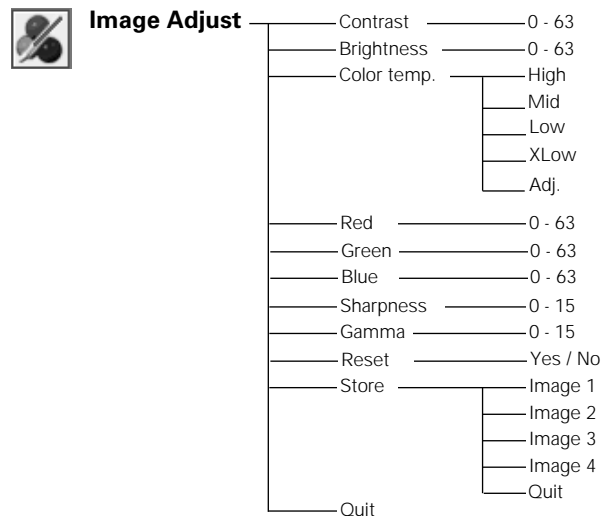 Image Adjust Contrast 0 - 63
Brightness 0 - 63
Color temp. High
Mid
Low
XLow
Adj.
Red 0 - 63
Green 0 - 63
Blue 0 - 63
Sharpness 0 - 15
Gamma 0 - 15
Reset Yes / No
Store Image 1
Image 2
Image 3
Image 4
Quit
Quit